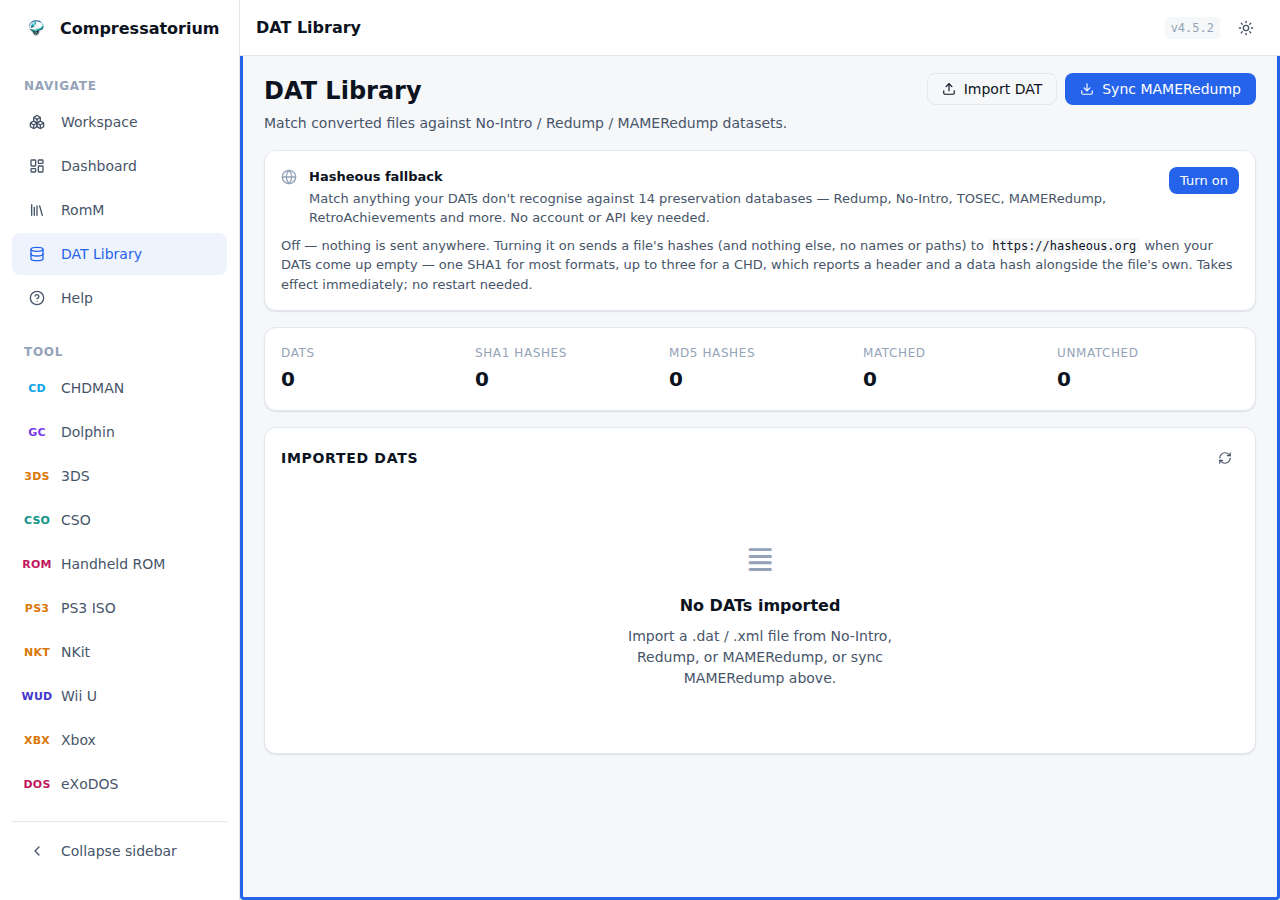 Compressatorium
DAT Library
v4.5.2
NAVIGATE
Workspace
Dashboard
RomM
DAT Library
Help
TOOL
CD CHDMAN
GC Dolphin
3DS 3DS
CSO CSO
ROM Handheld ROM
PS3 PS3 ISO
NKT NKit
WUD Wii U
XBX Xbox
DOS eXoDOS
Collapse sidebar
DAT Library
Import DAT
Sync MAMERedump
Match converted files against No-Intro / Redump / MAMERedump datasets.
Hasheous fallback
Turn on
Match anything your DATs don't recognise against 14 preservation databases — Redump, No-Intro, TOSEC, MAMERedump,
RetroAchievements and more. No account or API key needed.
Off — nothing is sent anywhere. Turning it on sends a file's hashes (and nothing else, no names or paths) to https://hasheous.org when your
DATs come up empty — one SHA1 for most formats, up to three for a CHD, which reports a header and a data hash alongside the file's own. Takes
effect immediately; no restart needed.
DATS SHA1 HASHES MD5 HASHES MATCHED UNMATCHED
0 0 0 0 0
IMPORTED DATS
No DATs imported
Import a .dat / .xml file from No-Intro,
Redump, or MAMERedump, or sync
MAMERedump above.